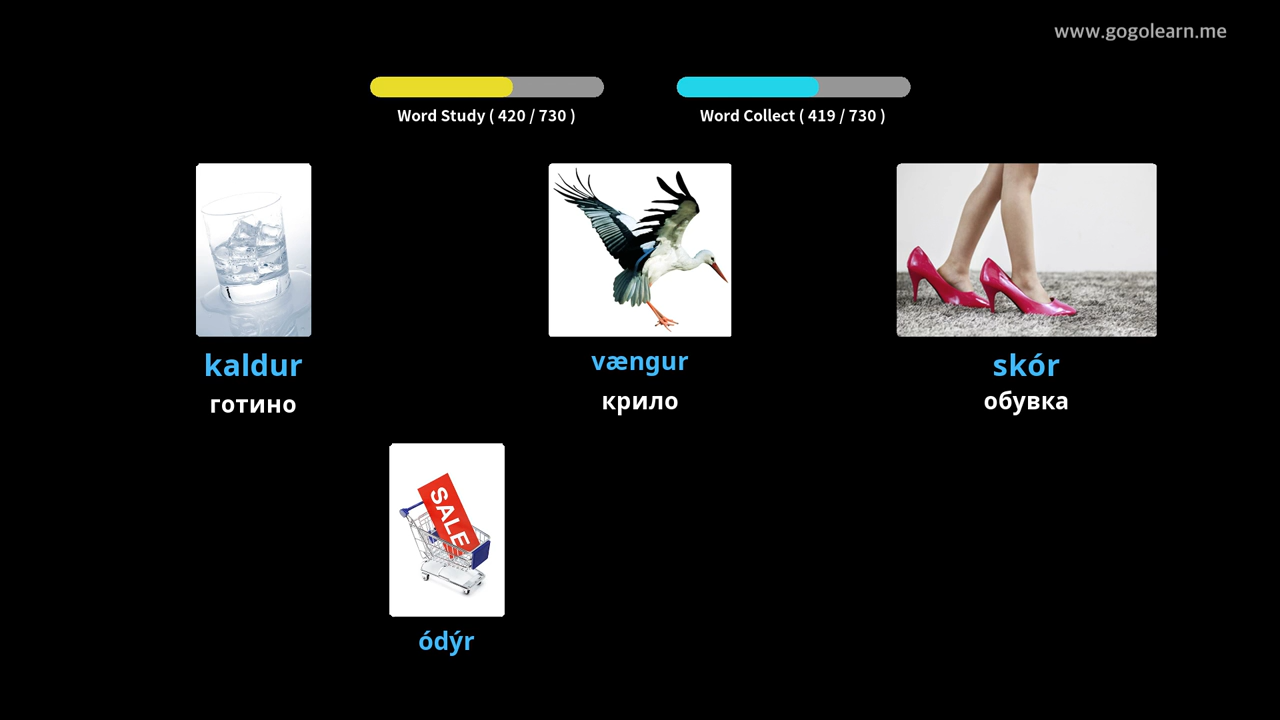 www.gogolearn.me
Word Study ( 420 / 730 )
Word Collect ( 419 / 730 )
kaldur
готино
vængur
крило
skór
обувка
SALE
ódýr